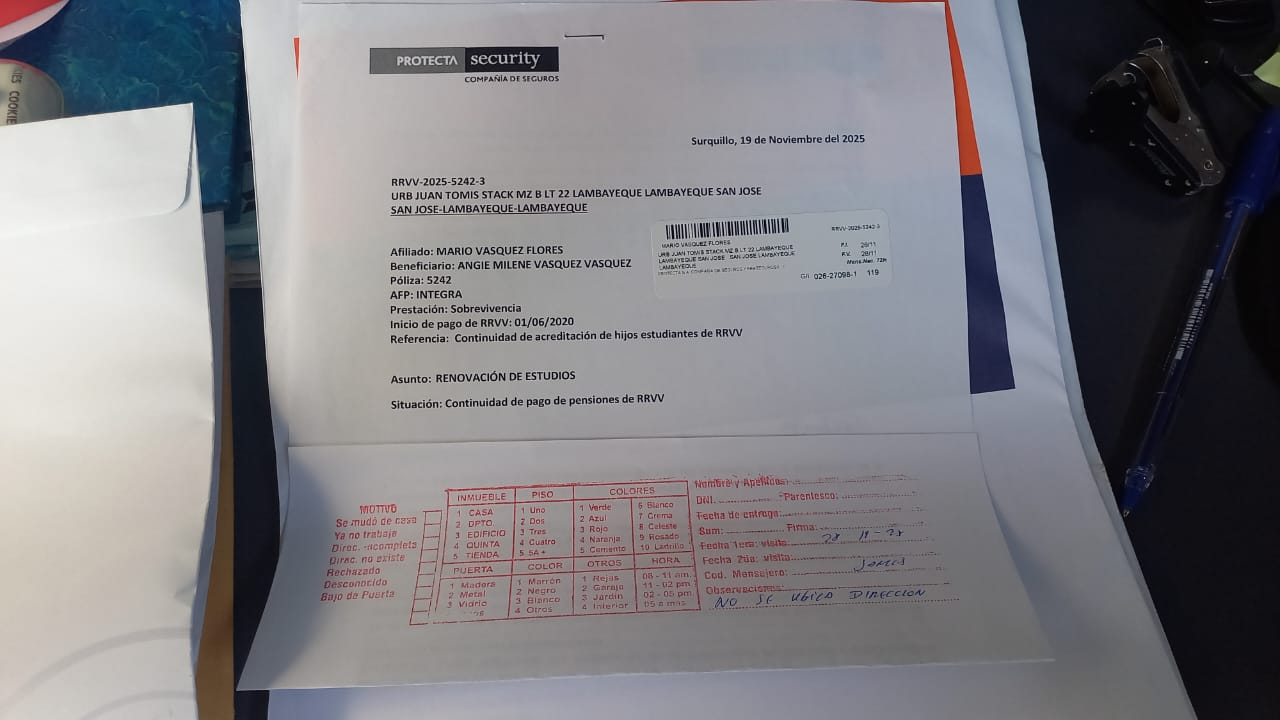 PROTECTA security
COMPAÑÍA DE SEGUROS
Surquillo, 19 de Noviembre del 2025
RRVV-2025-5242-3
URB JUAN TOMIS STACK MZ B LT 22 LAMBAYEQUE LAMBAYEQUE SAN JOSE
SAN JOSE-LAMBAYEQUE-LAMBAYEQUE
Afiliado: MARIO VASQUEZ FLORES
Beneficiario: ANGIE MILENE VASQUEZ VASQUEZ
Póliza: 5242
AFP: INTEGRA
Prestación: Sobrevivencia
Inicio de pago de RRVV: 01/06/2020
Referencia: Continuidad de acreditación de hijos estudiantes de RRVV
MARIO VASQUEZ FLORES
RRVV-2025-5242-3
URB JUAN TOMIS STACK MZ B LT 22 LAMBAYEQUE
LAMBAYEQUE SAN JOSE SAN JOSE LAMBAYEQUE
LAMBAYEQUE
G/I 026-27098-1 119
Asunto: RENOVACIÓN DE ESTUDIOS
Situación: Continuidad de pago de pensiones de RRVV
MOTIVO
Se mudó de casa
Ya no trabaja
Direc. incompleta
Direc. no existe
Rechazado
Desconocido
Bajo de Puerta
INMUEBLE PISO COLORES
1 CASA 1 Uno 1 Verde 6 Blanco
2 DPTO. 2 Dos 2 Azul 7 Crema
3 EDIFICIO 3 Tres 3 Rojo 8 Celeste
4 QUINTA 4 Cuatro 4 Naranja 9 Rosado
5 TIENDA 5 5A+ 5 Cemento 10 Ladrillo
PUERTA COLOR OTROS HORA
1 Madera 1 Marrón 1 Rejas 08 - 11 am.
2 Metal 2 Negro 2 Garaje 11 - 02 pm
3 Vidrio 3 Blanco 3 Jardín 02 - 05 pm
4 Otros 4 Interior 05 a más
Nombre y Apellidos:
DNI. Parentesco:
Fecha de entrega:
Sum: Firma:
Fecha 1era. visita:
Fecha 2da. visita:
Cod. Mensajero:
Observaciones:
NO SE UBICO DIRECCION
COOKIE